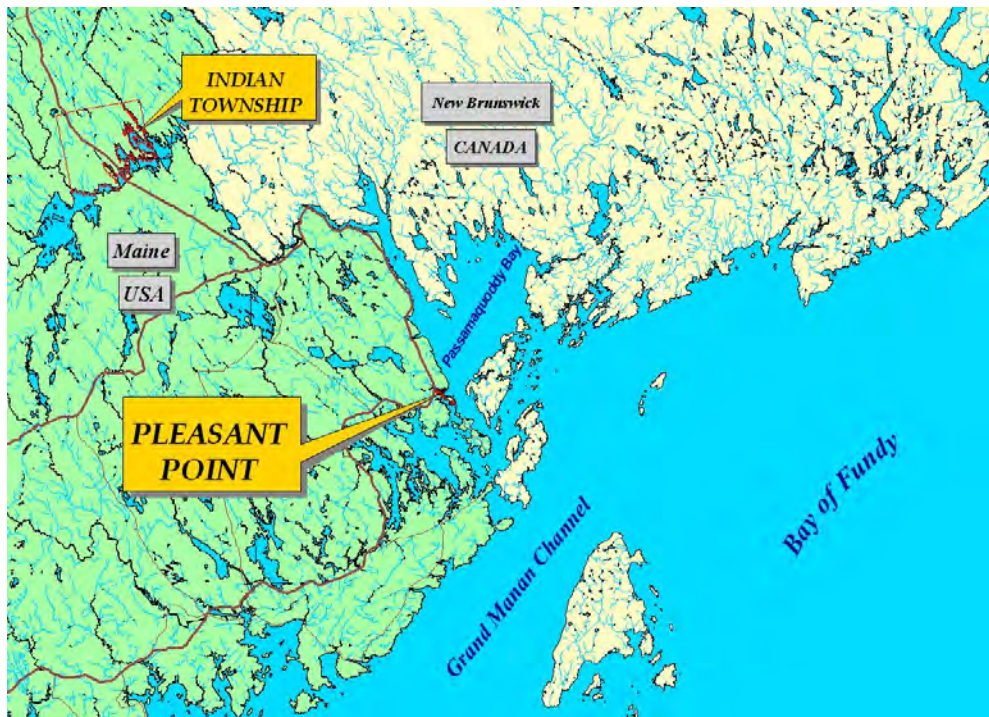 INDIAN
TOWNSHIP
New Brunswick
CANADA
Maine
USA
Passamaquoddy Bay
PLEASANT
POINT
Grand Manan Channel
Bay of Fundy